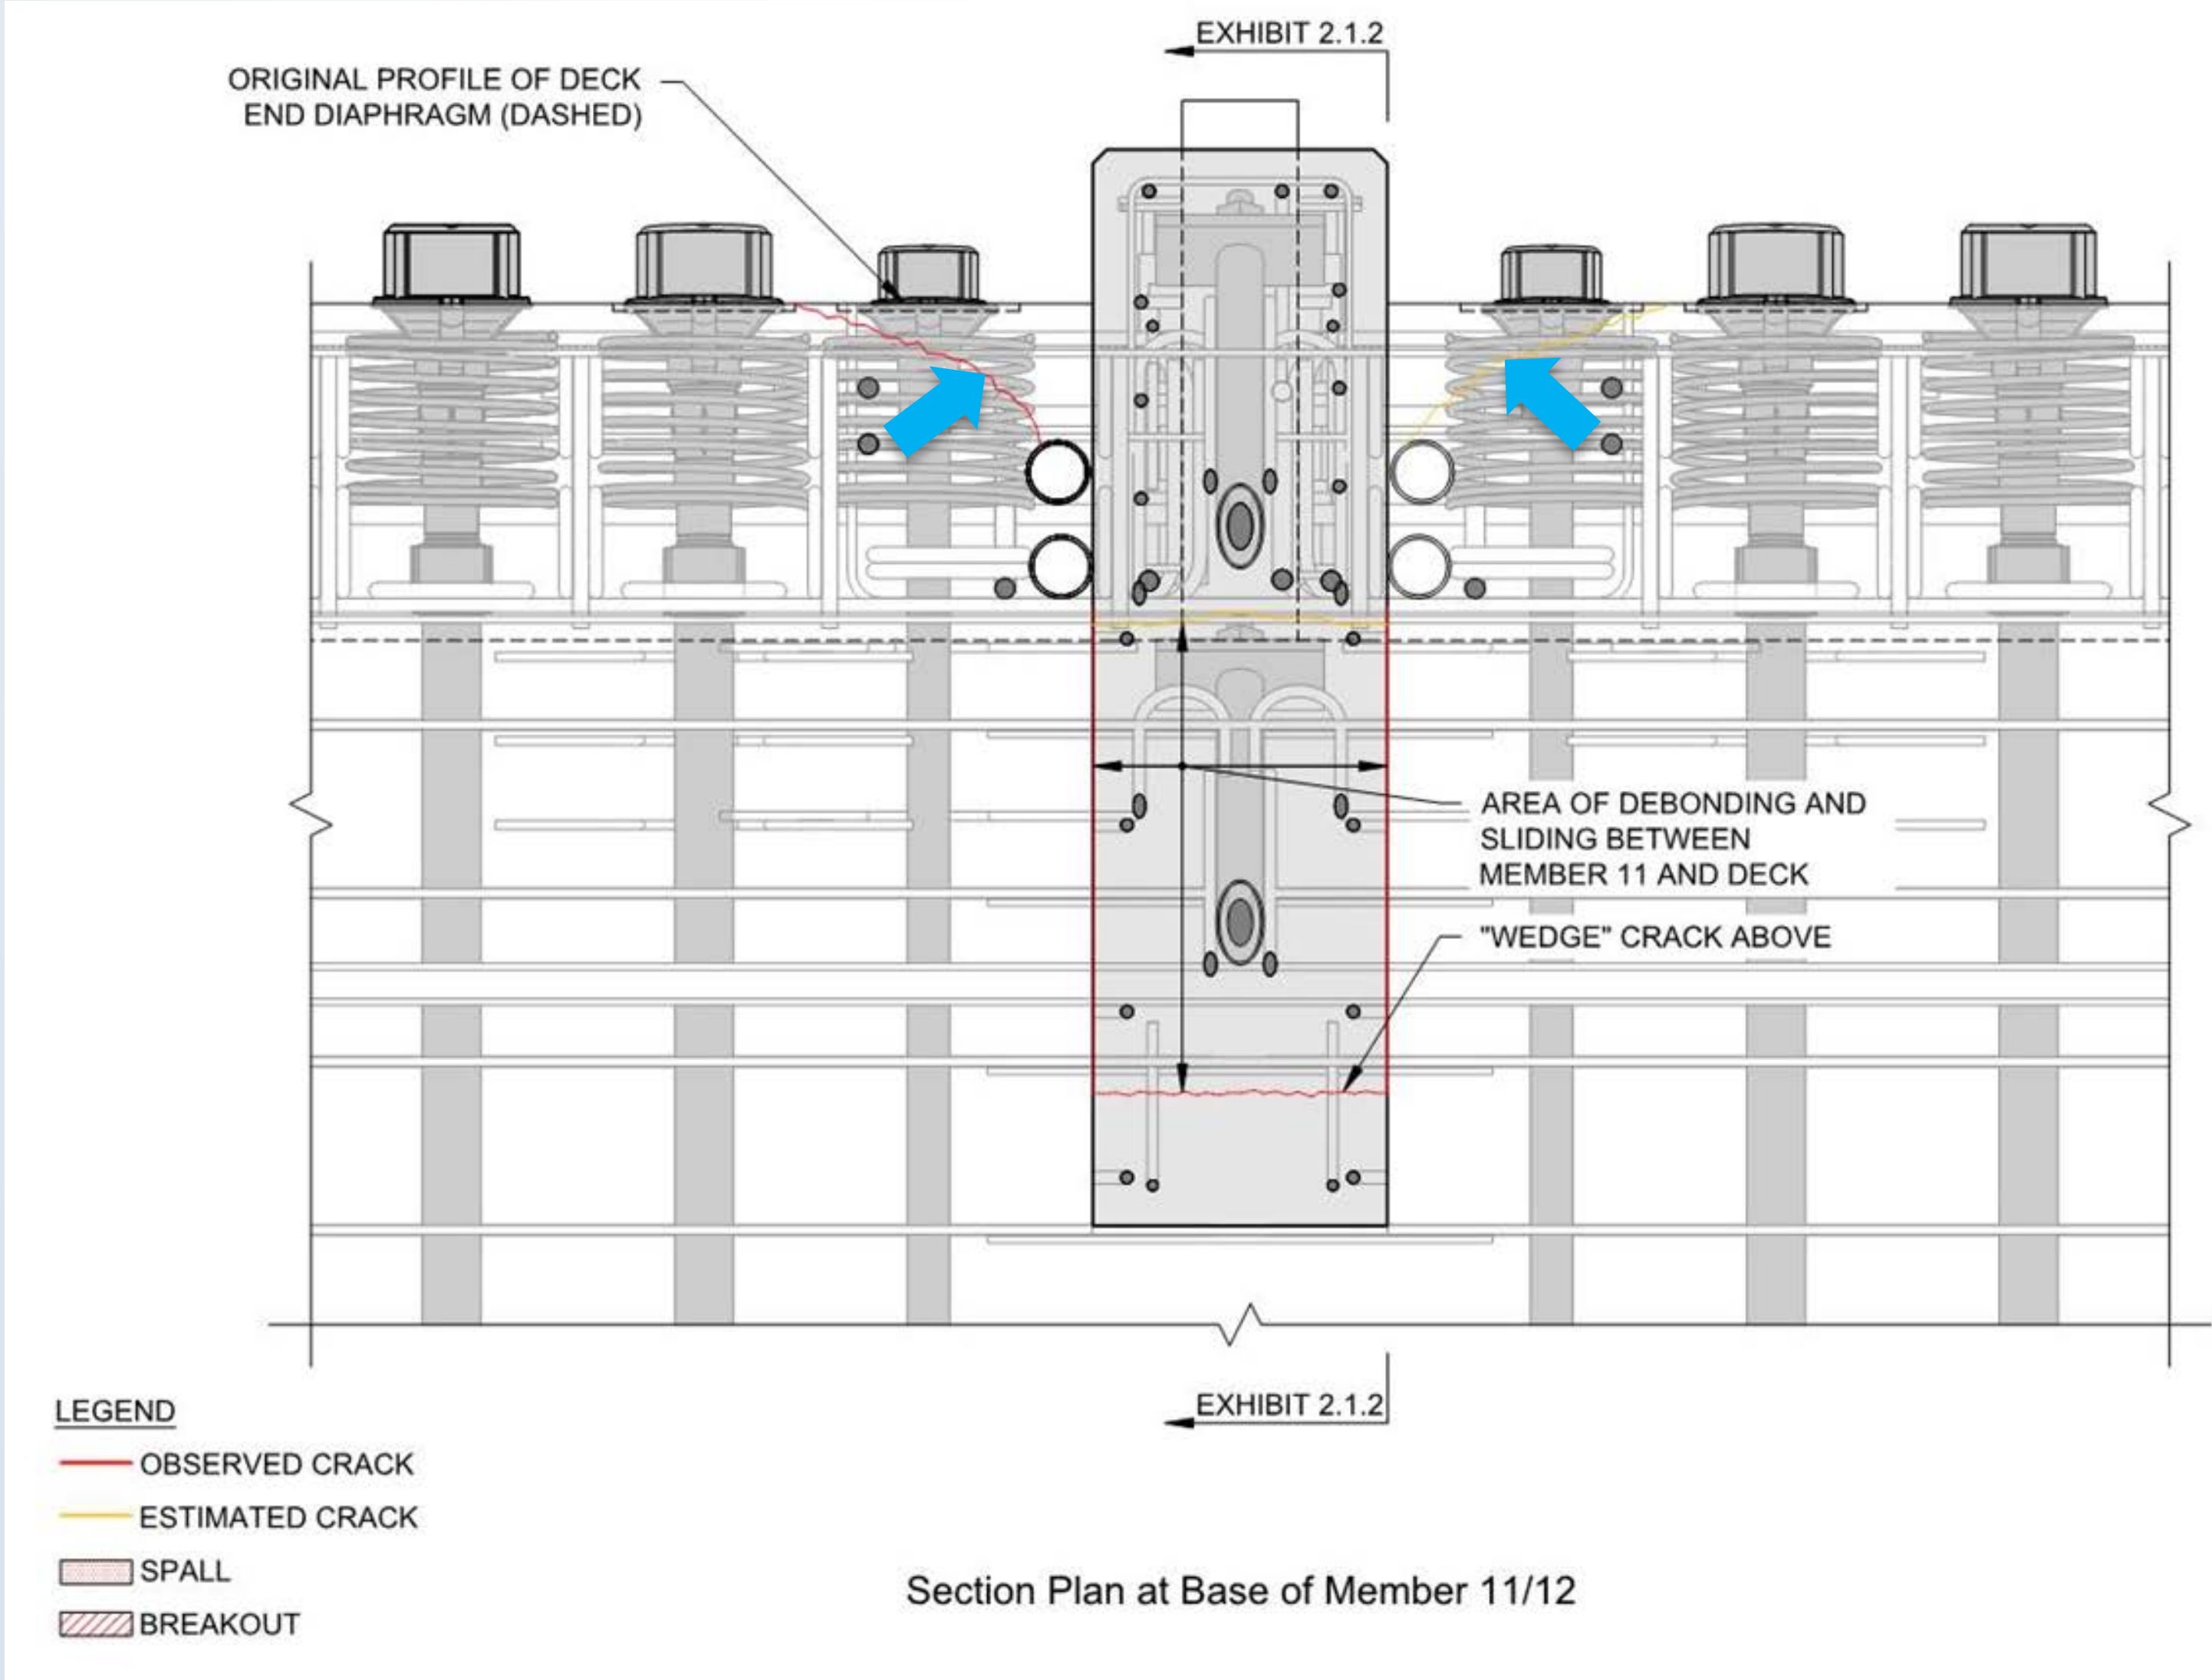 EXHIBIT 2.1.2
ORIGINAL PROFILE OF DECK
END DIAPHRAGM (DASHED)
AREA OF DEBONDING AND
SLIDING BETWEEN
MEMBER 11 AND DECK
"WEDGE" CRACK ABOVE
EXHIBIT 2.1.2
LEGEND
OBSERVED CRACK
ESTIMATED CRACK
SPALL
BREAKOUT
Section Plan at Base of Member 11/12